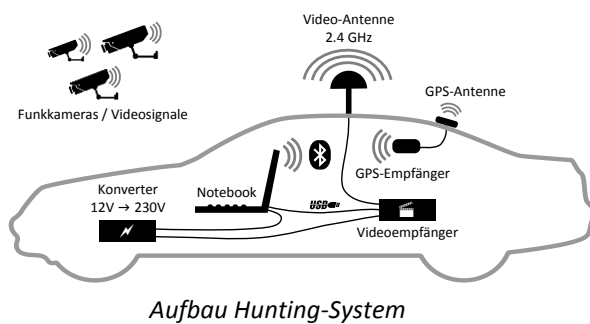 Video-Antenne
2.4 GHz
GPS-Antenne
Funkkameras / Videosignale
GPS-Empfänger
Konverter
12V → 230V
Notebook
USB
Videoempfänger
Aufbau Hunting-System